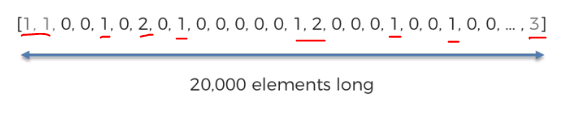 [1, 1, 0, 0, 1, 0, 2, 0, 1, 0, 0, 0, 0, 0, 1, 2, 0, 0, 0, 1, 0, 0, 1, 0, 0, ... , 3]
20,000 elements long